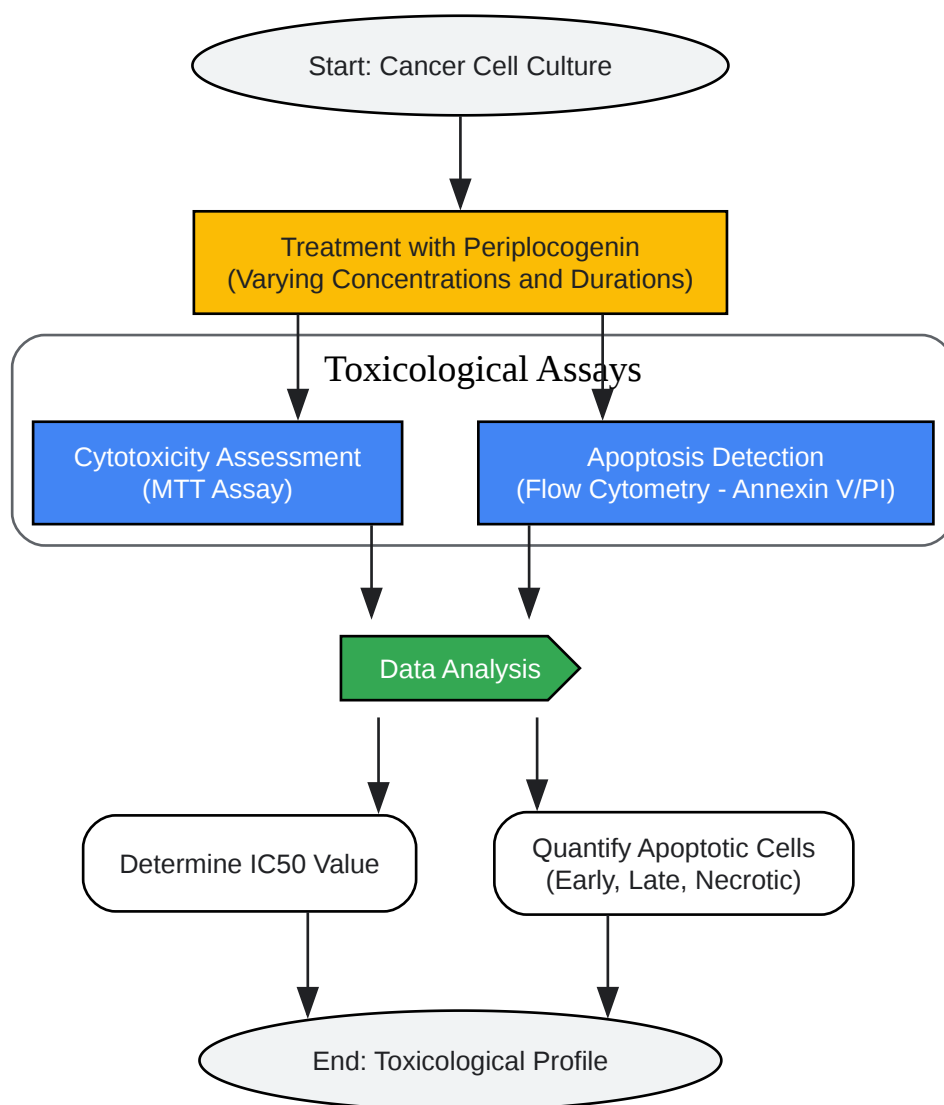 Start: Cancer Cell Culture
Treatment with Periplocogenin
(Varying Concentrations and Durations)
Toxicological Assays
Cytotoxicity Assessment
(MTT Assay)
Apoptosis Detection
(Flow Cytometry - Annexin V/PI)
Data Analysis
Determine IC50 Value
Quantify Apoptotic Cells
(Early, Late, Necrotic)
End: Toxicological Profile